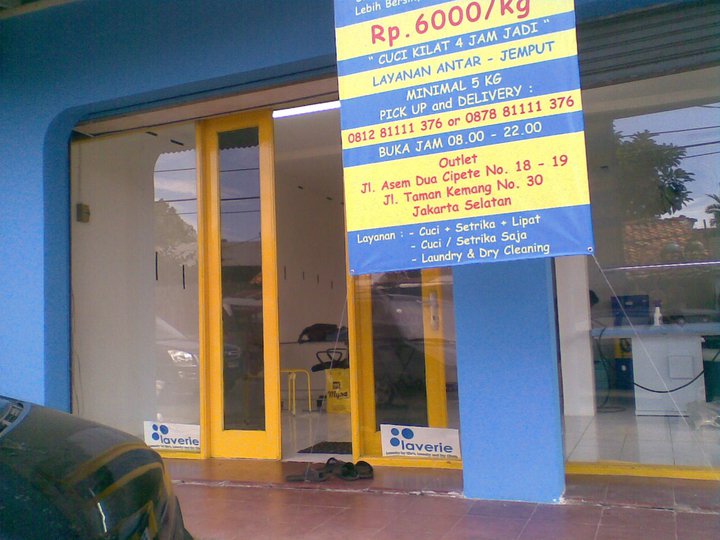 Lebih Bersih
Rp.6000/kg
" CUCI KILAT 4 JAM JADI "
LAYANAN ANTAR - JEMPUT
MINIMAL 5 KG
PICK UP and DELIVERY :
0812 81111 376 or 0878 81111 376
BUKA JAM 08.00 - 22.00
Outlet
Jl. Asem Dua Cipete No. 18 - 19
Jl. Taman Kemang No. 30
Jakarta Selatan
Layanan : - Cuci + Setrika + Lipat
- Cuci / Setrika Saja
- Laundry & Dry Cleaning
laverie
laverie